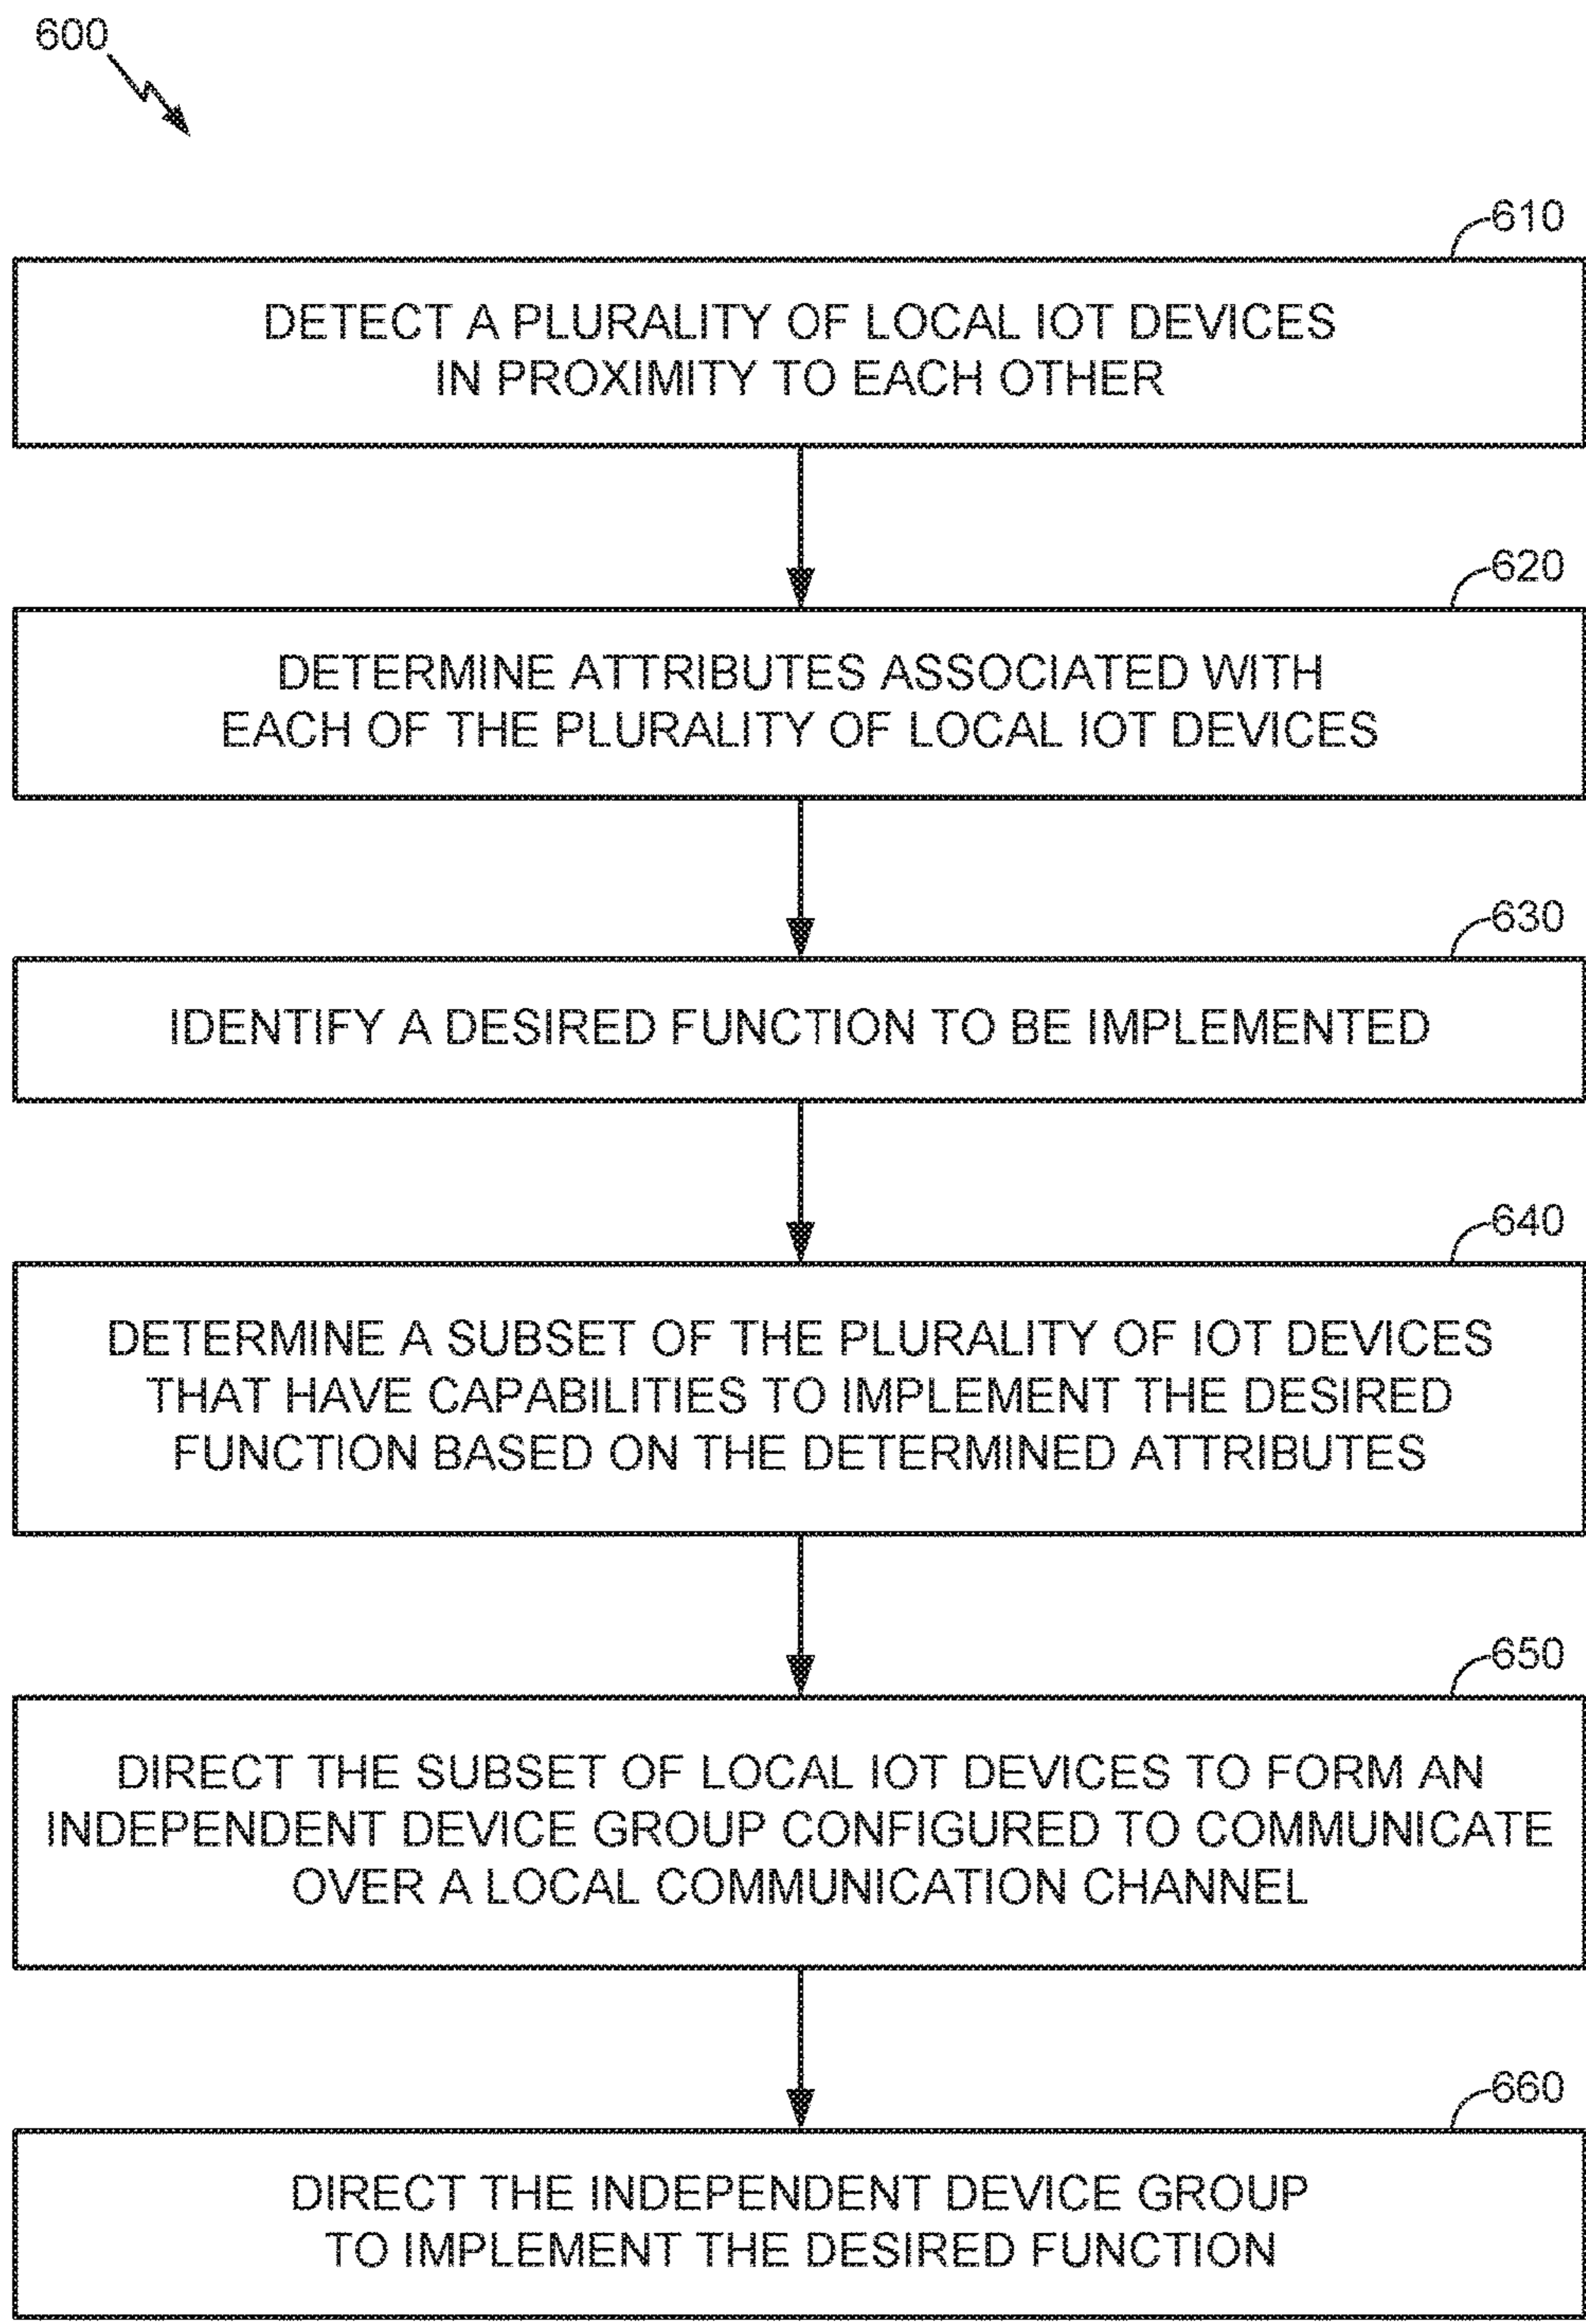 600
610
DETECT A PLURALITY OF LOCAL IOT DEVICES
IN PROXIMITY TO EACH OTHER
620
DETERMINE ATTRIBUTES ASSOCIATED WITH
EACH OF THE PLURALITY OF LOCAL IOT DEVICES
630
IDENTIFY A DESIRED FUNCTION TO BE IMPLEMENTED
640
DETERMINE A SUBSET OF THE PLURALITY OF IOT DEVICES
THAT HAVE CAPABILITIES TO IMPLEMENT THE DESIRED
FUNCTION BASED ON THE DETERMINED ATTRIBUTES
650
DIRECT THE SUBSET OF LOCAL IOT DEVICES TO FORM AN
INDEPENDENT DEVICE GROUP CONFIGURED TO COMMUNICATE
OVER A LOCAL COMMUNICATION CHANNEL
660
DIRECT THE INDEPENDENT DEVICE GROUP
TO IMPLEMENT THE DESIRED FUNCTION